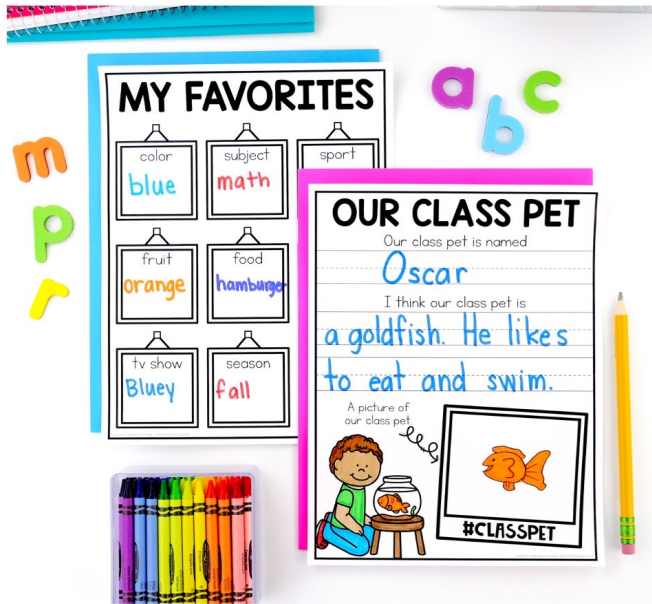 MY FAVORITES
color
blue
subject
math
sport
fruit
orange
food
hamburger
tv show
Bluey
season
fall
OUR CLASS PET
Our class pet is named
Oscar
I think our class pet is
a goldfish. He likes
to eat and swim.
A picture of
our class pet.
#CLASSPET
a
b
c
m
p
r